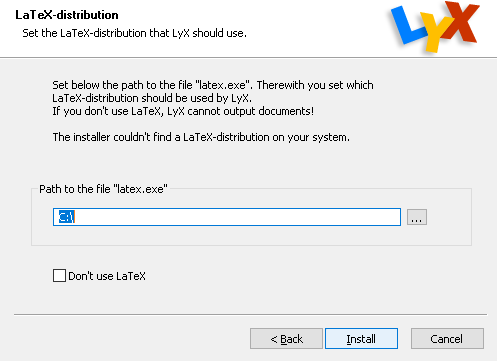 LaTeX-distribution
Set the LaTeX-distribution that LyX should use.
LyX
Set below the path to the file "latex.exe". Therewith you set which
LaTeX-distribution should be used by LyX.
If you don't use LaTeX, LyX cannot output documents!
The installer couldn't find a LaTeX-distribution on your system.
Path to the file "latex.exe"
C:\
...
Don't use LaTeX
< Back
Install
Cancel